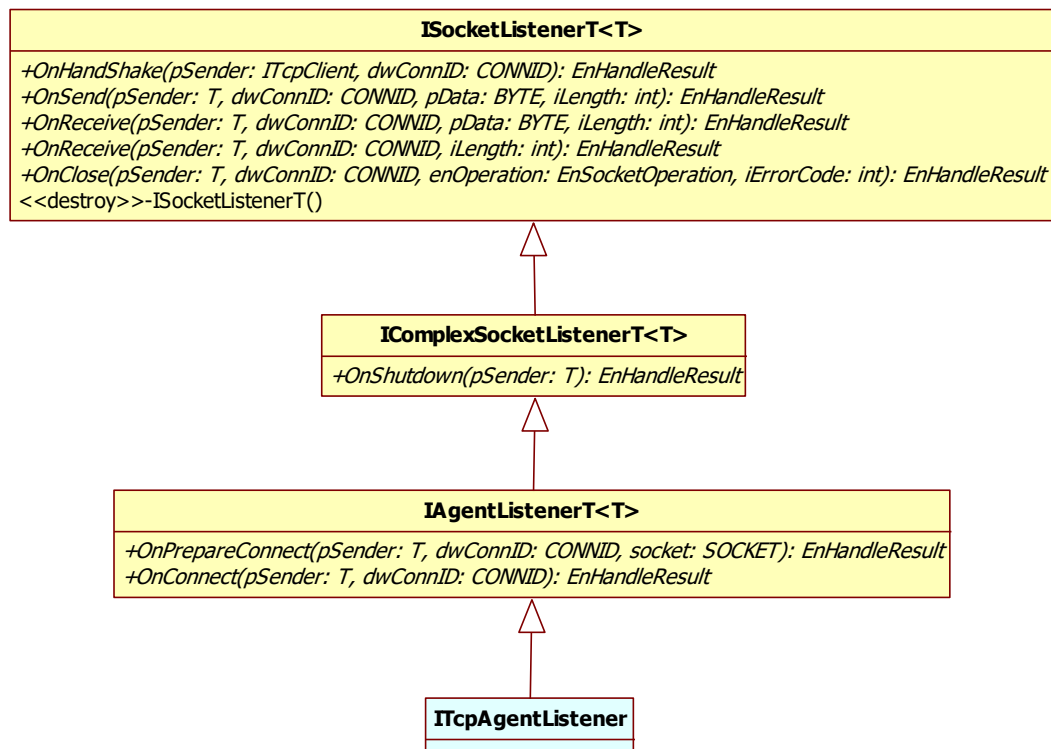 ISocketListenerT<T>
+OnHandShake(pSender: ITcpClient, dwConnID: CONNID): EnHandleResult
+OnSend(pSender: T, dwConnID: CONNID, pData: BYTE, iLength: int): EnHandleResult
+OnReceive(pSender: T, dwConnID: CONNID, pData: BYTE, iLength: int): EnHandleResult
+OnReceive(pSender: T, dwConnID: CONNID, iLength: int): EnHandleResult
+OnClose(pSender: T, dwConnID: CONNID, enOperation: EnSocketOperation, iErrorCode: int): EnHandleResult
<<destroy>>-ISocketListenerT()
IComplexSocketListenerT<T>
+OnShutdown(pSender: T): EnHandleResult
IAgentListenerT<T>
+OnPrepareConnect(pSender: T, dwConnID: CONNID, socket: SOCKET): EnHandleResult
+OnConnect(pSender: T, dwConnID: CONNID): EnHandleResult
ITcpAgentListener